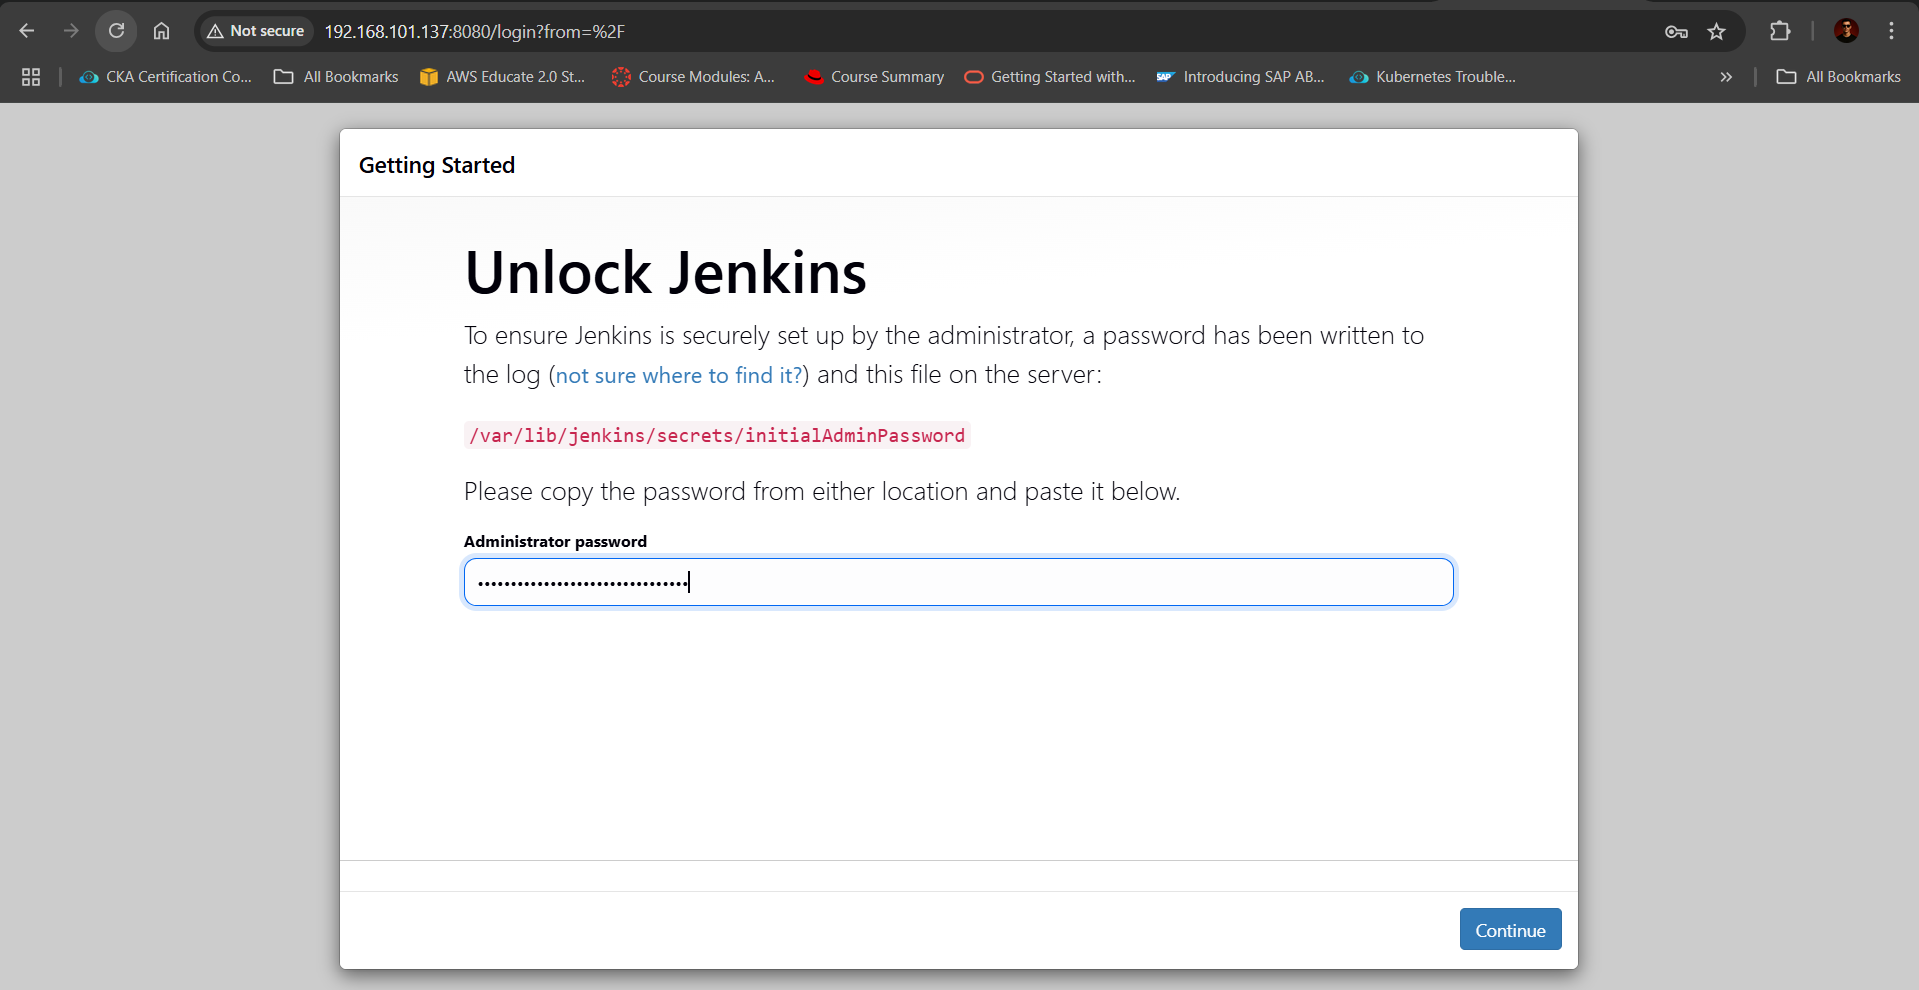 Not secure
192.168.101.137:8080/login?from=%2F
CKA Certification Co...
All Bookmarks
AWS Educate 2.0 St...
Course Modules: A...
Course Summary
Getting Started with...
SAP
Introducing SAP AB...
Kubernetes Trouble...
All Bookmarks
Getting Started
Unlock Jenkins
To ensure Jenkins is securely set up by the administrator, a password has been written to
the log (not sure where to find it?) and this file on the server:
/var/lib/jenkins/secrets/initialAdminPassword
Please copy the password from either location and paste it below.
Administrator password
Continue